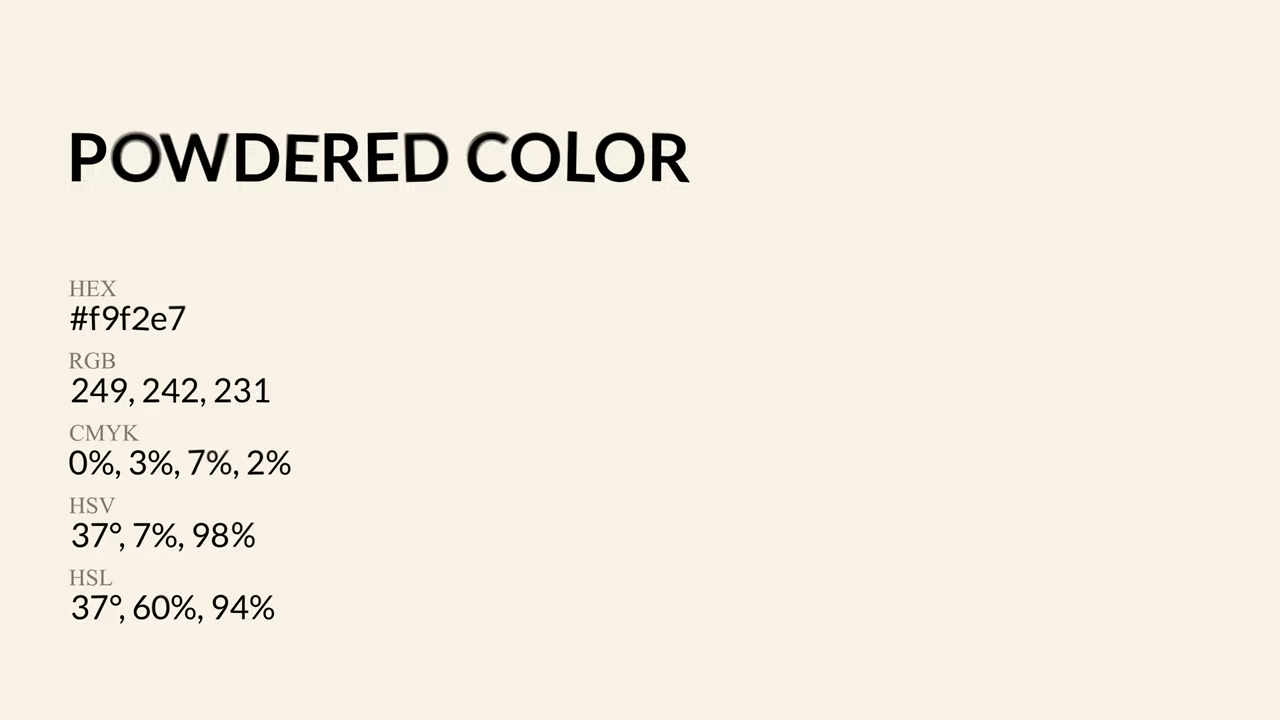 POWDERED COLOR
HEX
#f9f2e7
RGB
249, 242, 231
CMYK
0%, 3%, 7%, 2%
HSV
37°, 7%, 98%
HSL
37°, 60%, 94%